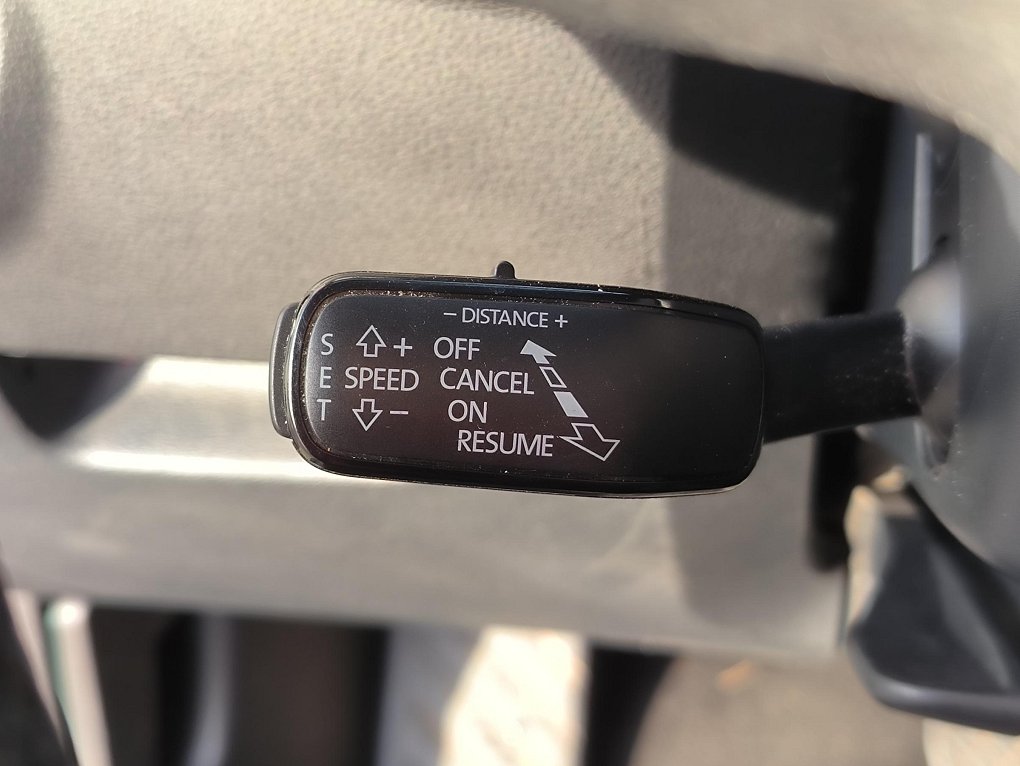 – DISTANCE +
S + OFF
E SPEED CANCEL
T – ON
RESUME